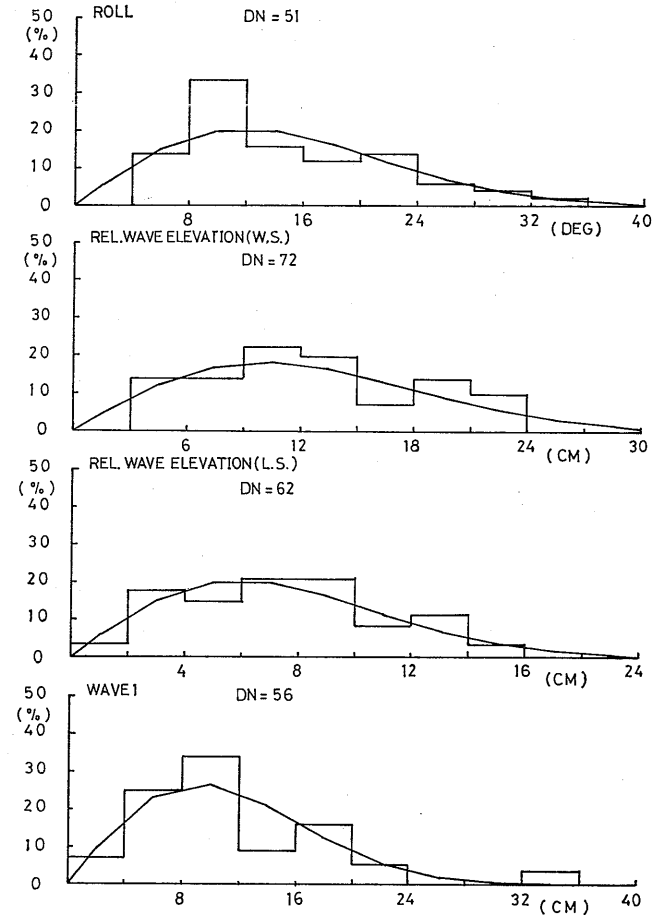 ROLL
DN = 51
50
(%)
40
30
20
10
0
8 16 24 32 40
(DEG)
REL.WAVE ELEVATION(W,S.)
DN = 72
50
(%)
40
30
20
10
0
6 12 18 24 30
(CM)
REL. WAVE ELEVATION(L.S.)
DN = 62
50
(%)
40
30
20
10
0
4 8 12 16 24
(CM)
WAVE 1
DN = 56
50
(%)
40
30
20
10
0
8 16 24 32 40
(CM)